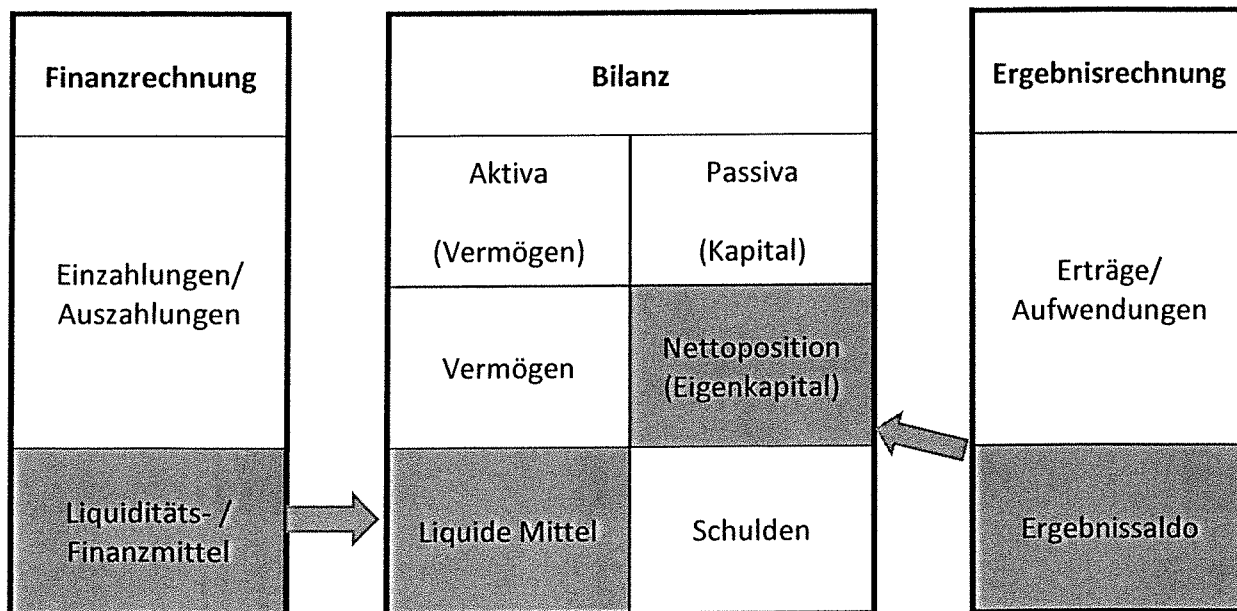 Finanzrechnung
Einzahlungen/
Auszahlungen
Liquiditäts- /
Finanzmittel
Bilanz
Aktiva
(Vermögen)
Passiva
(Kapital)
Vermögen
Nettoposition
(Eigenkapital)
Liquide Mittel
Schulden
Ergebnisrechnung
Erträge/
Aufwendungen
Ergebnissaldo